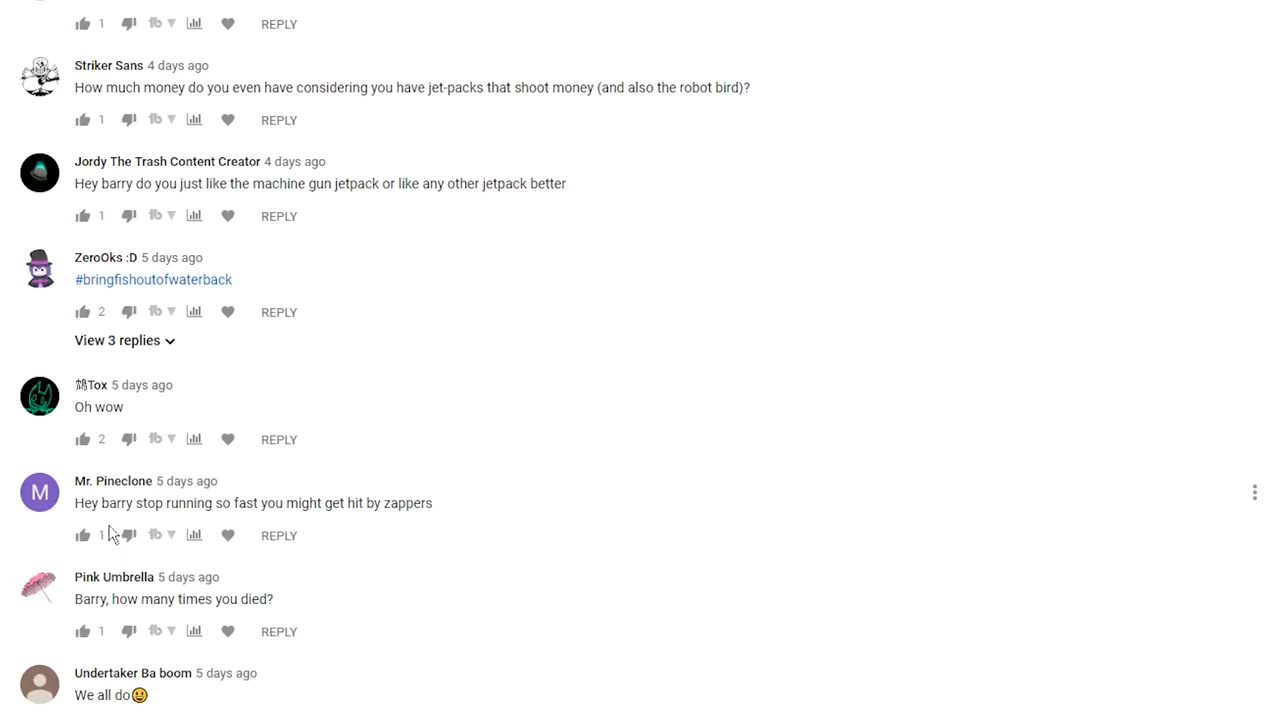 1 REPLY
Striker Sans 4 days ago
How much money do you even have considering you have jet-packs that shoot money (and also the robot bird)?
1 REPLY
Jordy The Trash Content Creator 4 days ago
Hey barry do you just like the machine gun jetpack or like any other jetpack better
1 REPLY
ZeroOks :D 5 days ago
#bringfishoutofwaterback
2 REPLY
View 3 replies
Tox 5 days ago
Oh wow
2 REPLY
M
Mr. Pineclone 5 days ago
Hey barry stop running so fast you might get hit by zappers
1 REPLY
Pink Umbrella 5 days ago
Barry, how many times you died?
1 REPLY
Undertaker Ba boom 5 days ago
We all do😀